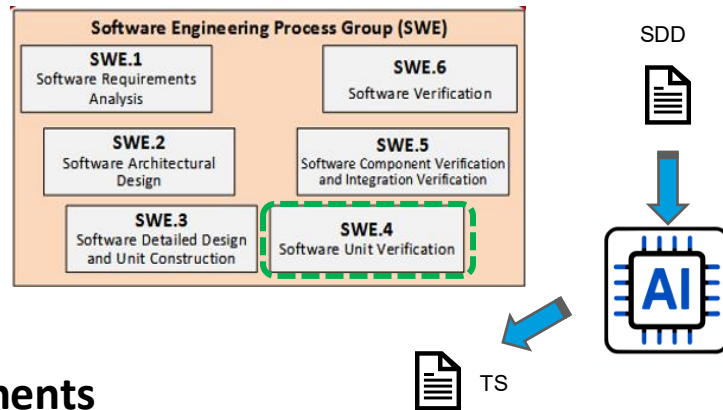 Software Engineering Process Group (SWE)
SWE.1
Software Requirements
Analysis
SWE.6
Software Verification
SWE.2
Software Architectural
Design
SWE.5
Software Component Verification
and Integration Verification
SWE.3
Software Detailed Design
and Unit Construction
SWE.4
Software Unit Verification
SDD
AI
TS